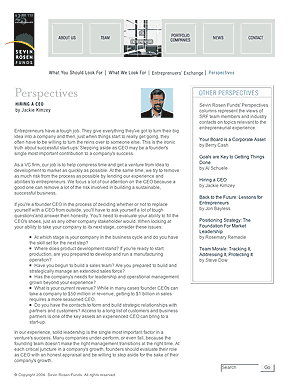 25TH
SEVIN
ROSEN
FUNDS
ABOUT US
TEAM
PORTFOLIO
COMPANIES
NEWS
CONTACT
What You Should Look For | What We Look For | Entrepreneurs' Exchange | Perspectives
Perspectives
HIRING A CEO
by Jackie Kimzey
Entrepreneurs have a tough job. They give everything they've got to turn their big
idea into a company and then, just when things start to really get going, they
often have to be willing to turn the reins over to someone else. This is the ironic
truth about successful startups: Stepping aside as CEO may be a founder's
single most important contribution to a company's success.
As a VC firm, our job is to help compress time and get a venture from idea to
development to market as quickly as possible. At the same time, we try to remove
as much risk from the process as possible by lending our experience and
abilities to entrepreneurs. We focus a lot of our attention on the CEO because a
good one can remove a lot of the risk involved in building a sustainable,
successful business.
If you're a founder CEO in the process of deciding whether or not to replace
yourself with a CEO from outside, you'll have to ask yourself a lot of tough
questions and answer them honestly. You'll need to evaluate your ability to fill the
CEO's shoes, just as any other company stakeholder would. When looking at
your ability to take your company to its next stage, consider these issues:
• At which stage is your company in the business cycle and do you have
the skill set for the next step?
• Where does product development stand? If you're ready to start
production, are you prepared to develop and run a manufacturing
operation?
• Have you begun to build a sales team? Are you prepared to build and
strategically manage an extended sales force?
• Has the company's needs for leadership and operational management
grown beyond your experience?
• What is your current revenue? While in many cases founder CEOs can
take a company to $50 million in revenue, getting to $1 billion in sales
requires a more seasoned CEO.
• Do you have the contacts to form and build strategic relationships with
partners and customers? Access to a long list of customers and business
partners is one of the key assets an experienced CEO can bring to a
start-up.
In our experience, solid leadership is the single most important factor in a
venture's success. Many companies under-perform, or even fail, because the
founding team doesn't make the right management transitions at the right time. At
each critical juncture in a company's growth, founders should evaluate their role
as CEO with an honest appraisal and be willing to step aside for the sake of their
company's growth.
© Copyright 2006. Sevin Rosen Funds. All rights reserved.
OTHER PERSPECTIVES
Sevin Rosen Funds' Perspectives
columns represent the views of
SRF team members and industry
contacts on topics relevant to the
entrepreneurial experience:
Your Board is a Corporate Asset
by Berry Cash
Goals are Key to Getting Things
Done
by Al Schuele
Hiring a CEO
by Jackie Kimzey
Back to the Future: Lessons for
Entrepreneurs
by Jon Bayless
Positioning Strategy: The
Foundation for Market
Leadership
by Rosemary Remacle
Team Morale: Tracking It,
Addressing It, Protecting It
by Steve Dow
Search
Go